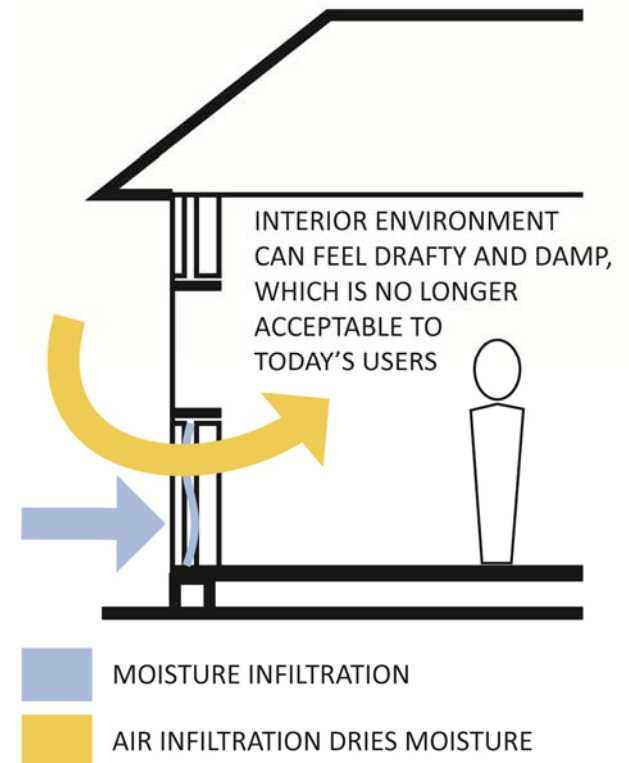 INTERIOR ENVIRONMENT
CAN FEEL DRAFTY AND DAMP,
WHICH IS NO LONGER
ACCEPTABLE TO
TODAY'S USERS
MOISTURE INFILTRATION
AIR INFILTRATION DRIES MOISTURE